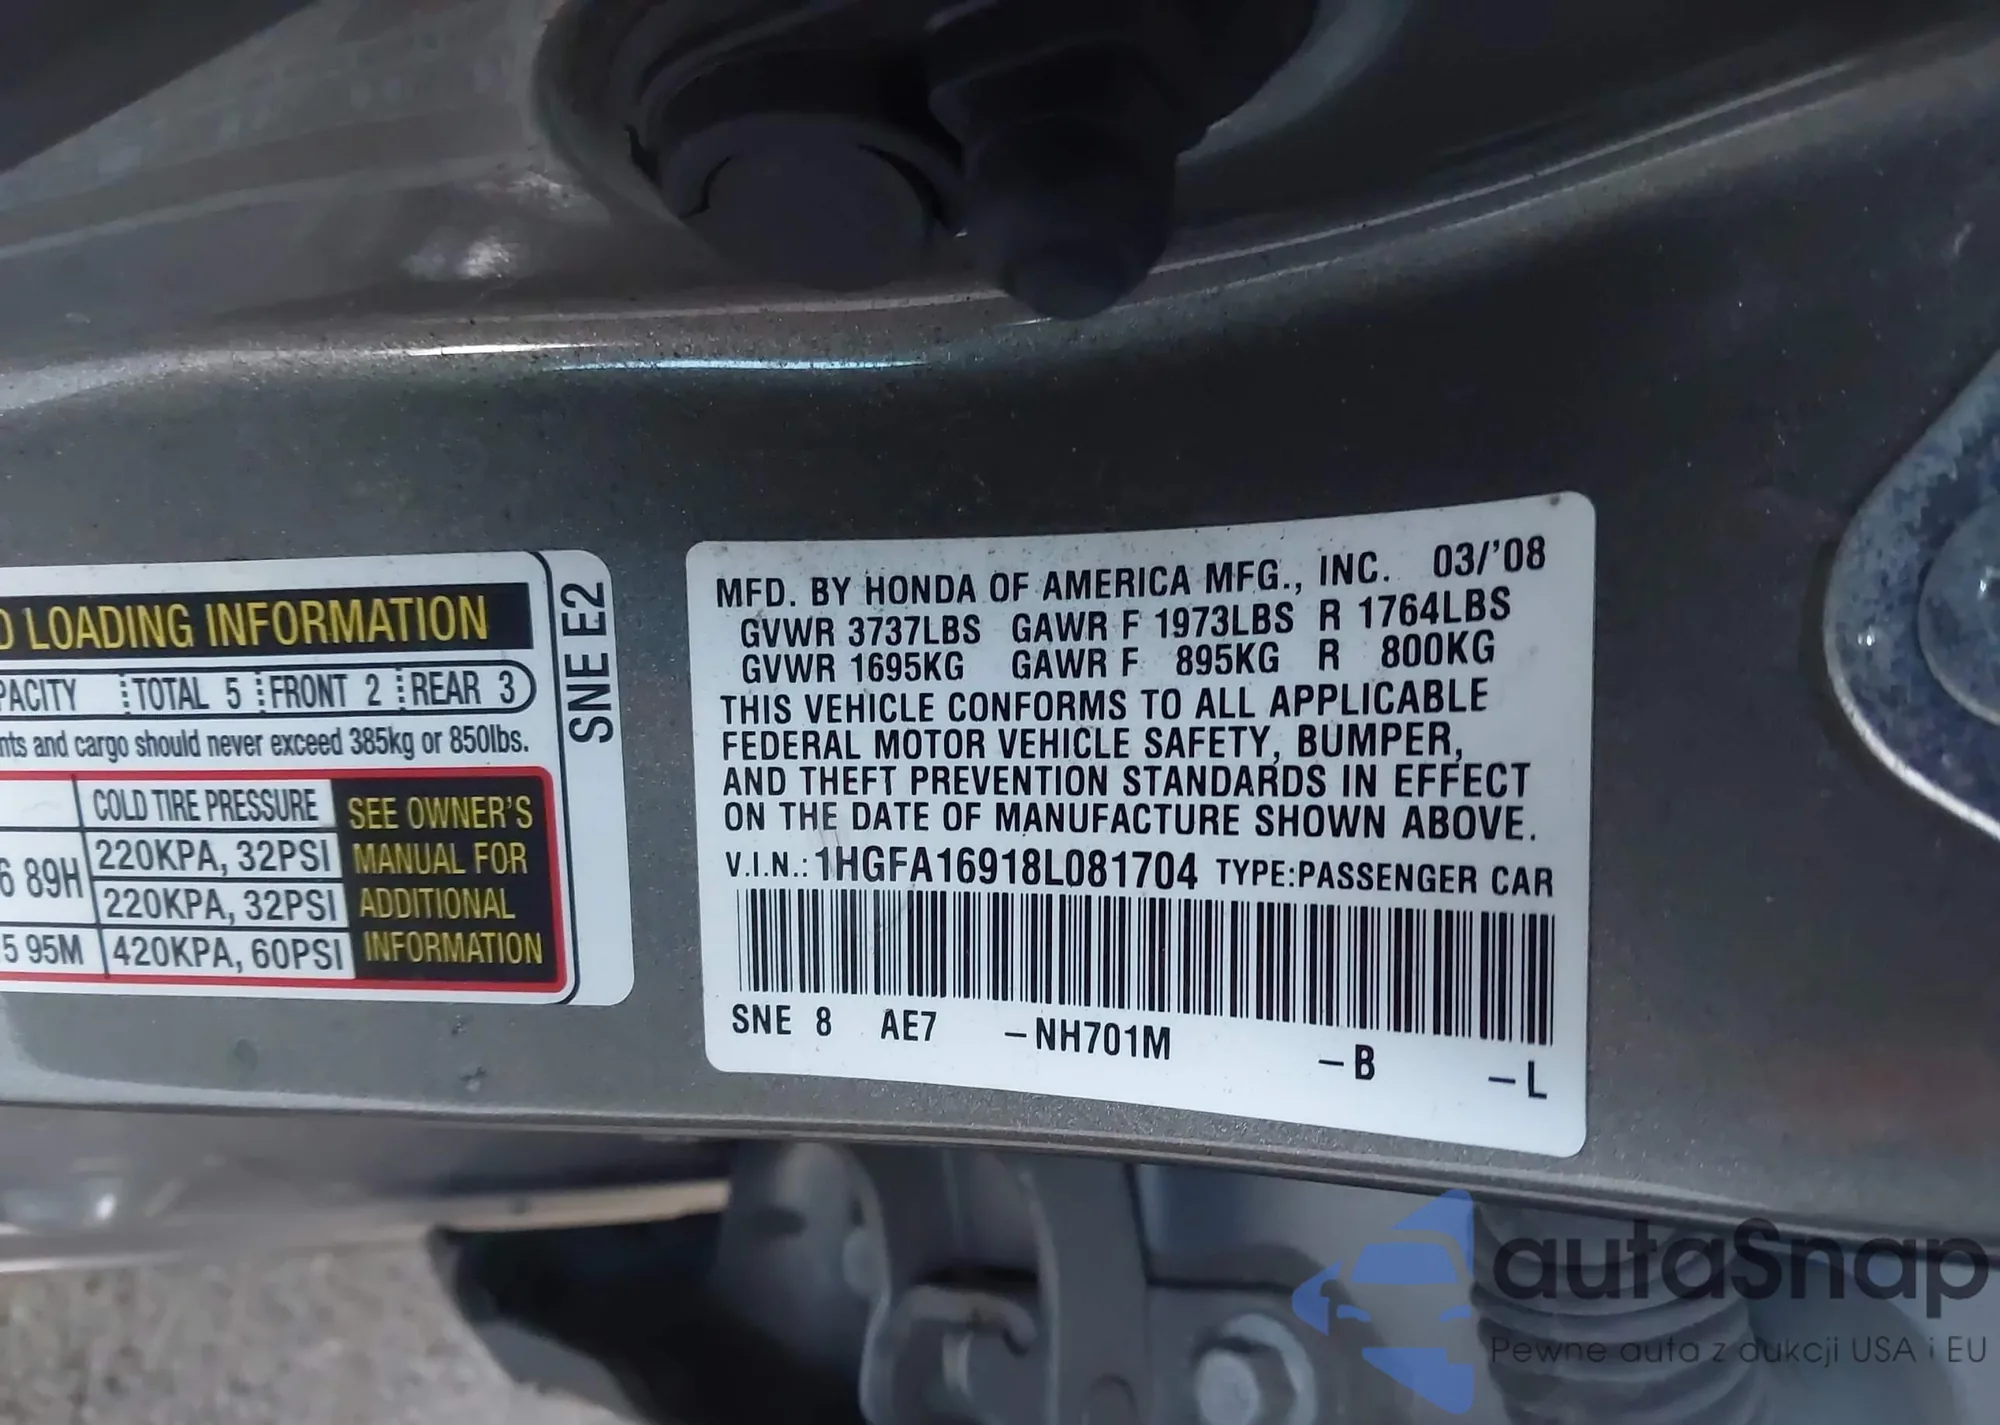 D LOADING INFORMATION
PACITY TOTAL 5 FRONT 2 REAR 3
nts and cargo should never exceed 385kg or 850lbs.
COLD TIRE PRESSURE
6 89H 220KPA, 32PSI
220KPA, 32PSI
5 95M 420KPA, 60PSI
SEE OWNER'S
MANUAL FOR
ADDITIONAL
INFORMATION
SNE E2
MFD. BY HONDA OF AMERICA MFG., INC. 03/'08
GVWR 3737LBS GAWR F 1973LBS R 1764LBS
GVWR 1695KG GAWR F 895KG R 800KG
THIS VEHICLE CONFORMS TO ALL APPLICABLE
FEDERAL MOTOR VEHICLE SAFETY, BUMPER,
AND THEFT PREVENTION STANDARDS IN EFFECT
ON THE DATE OF MANUFACTURE SHOWN ABOVE.
V.I.N.: 1HGFA16918L081704 TYPE:PASSENGER CAR
SNE 8 AE7 –NH701M –B –L
autaSnap
Pewne auta z aukcji USA i EU